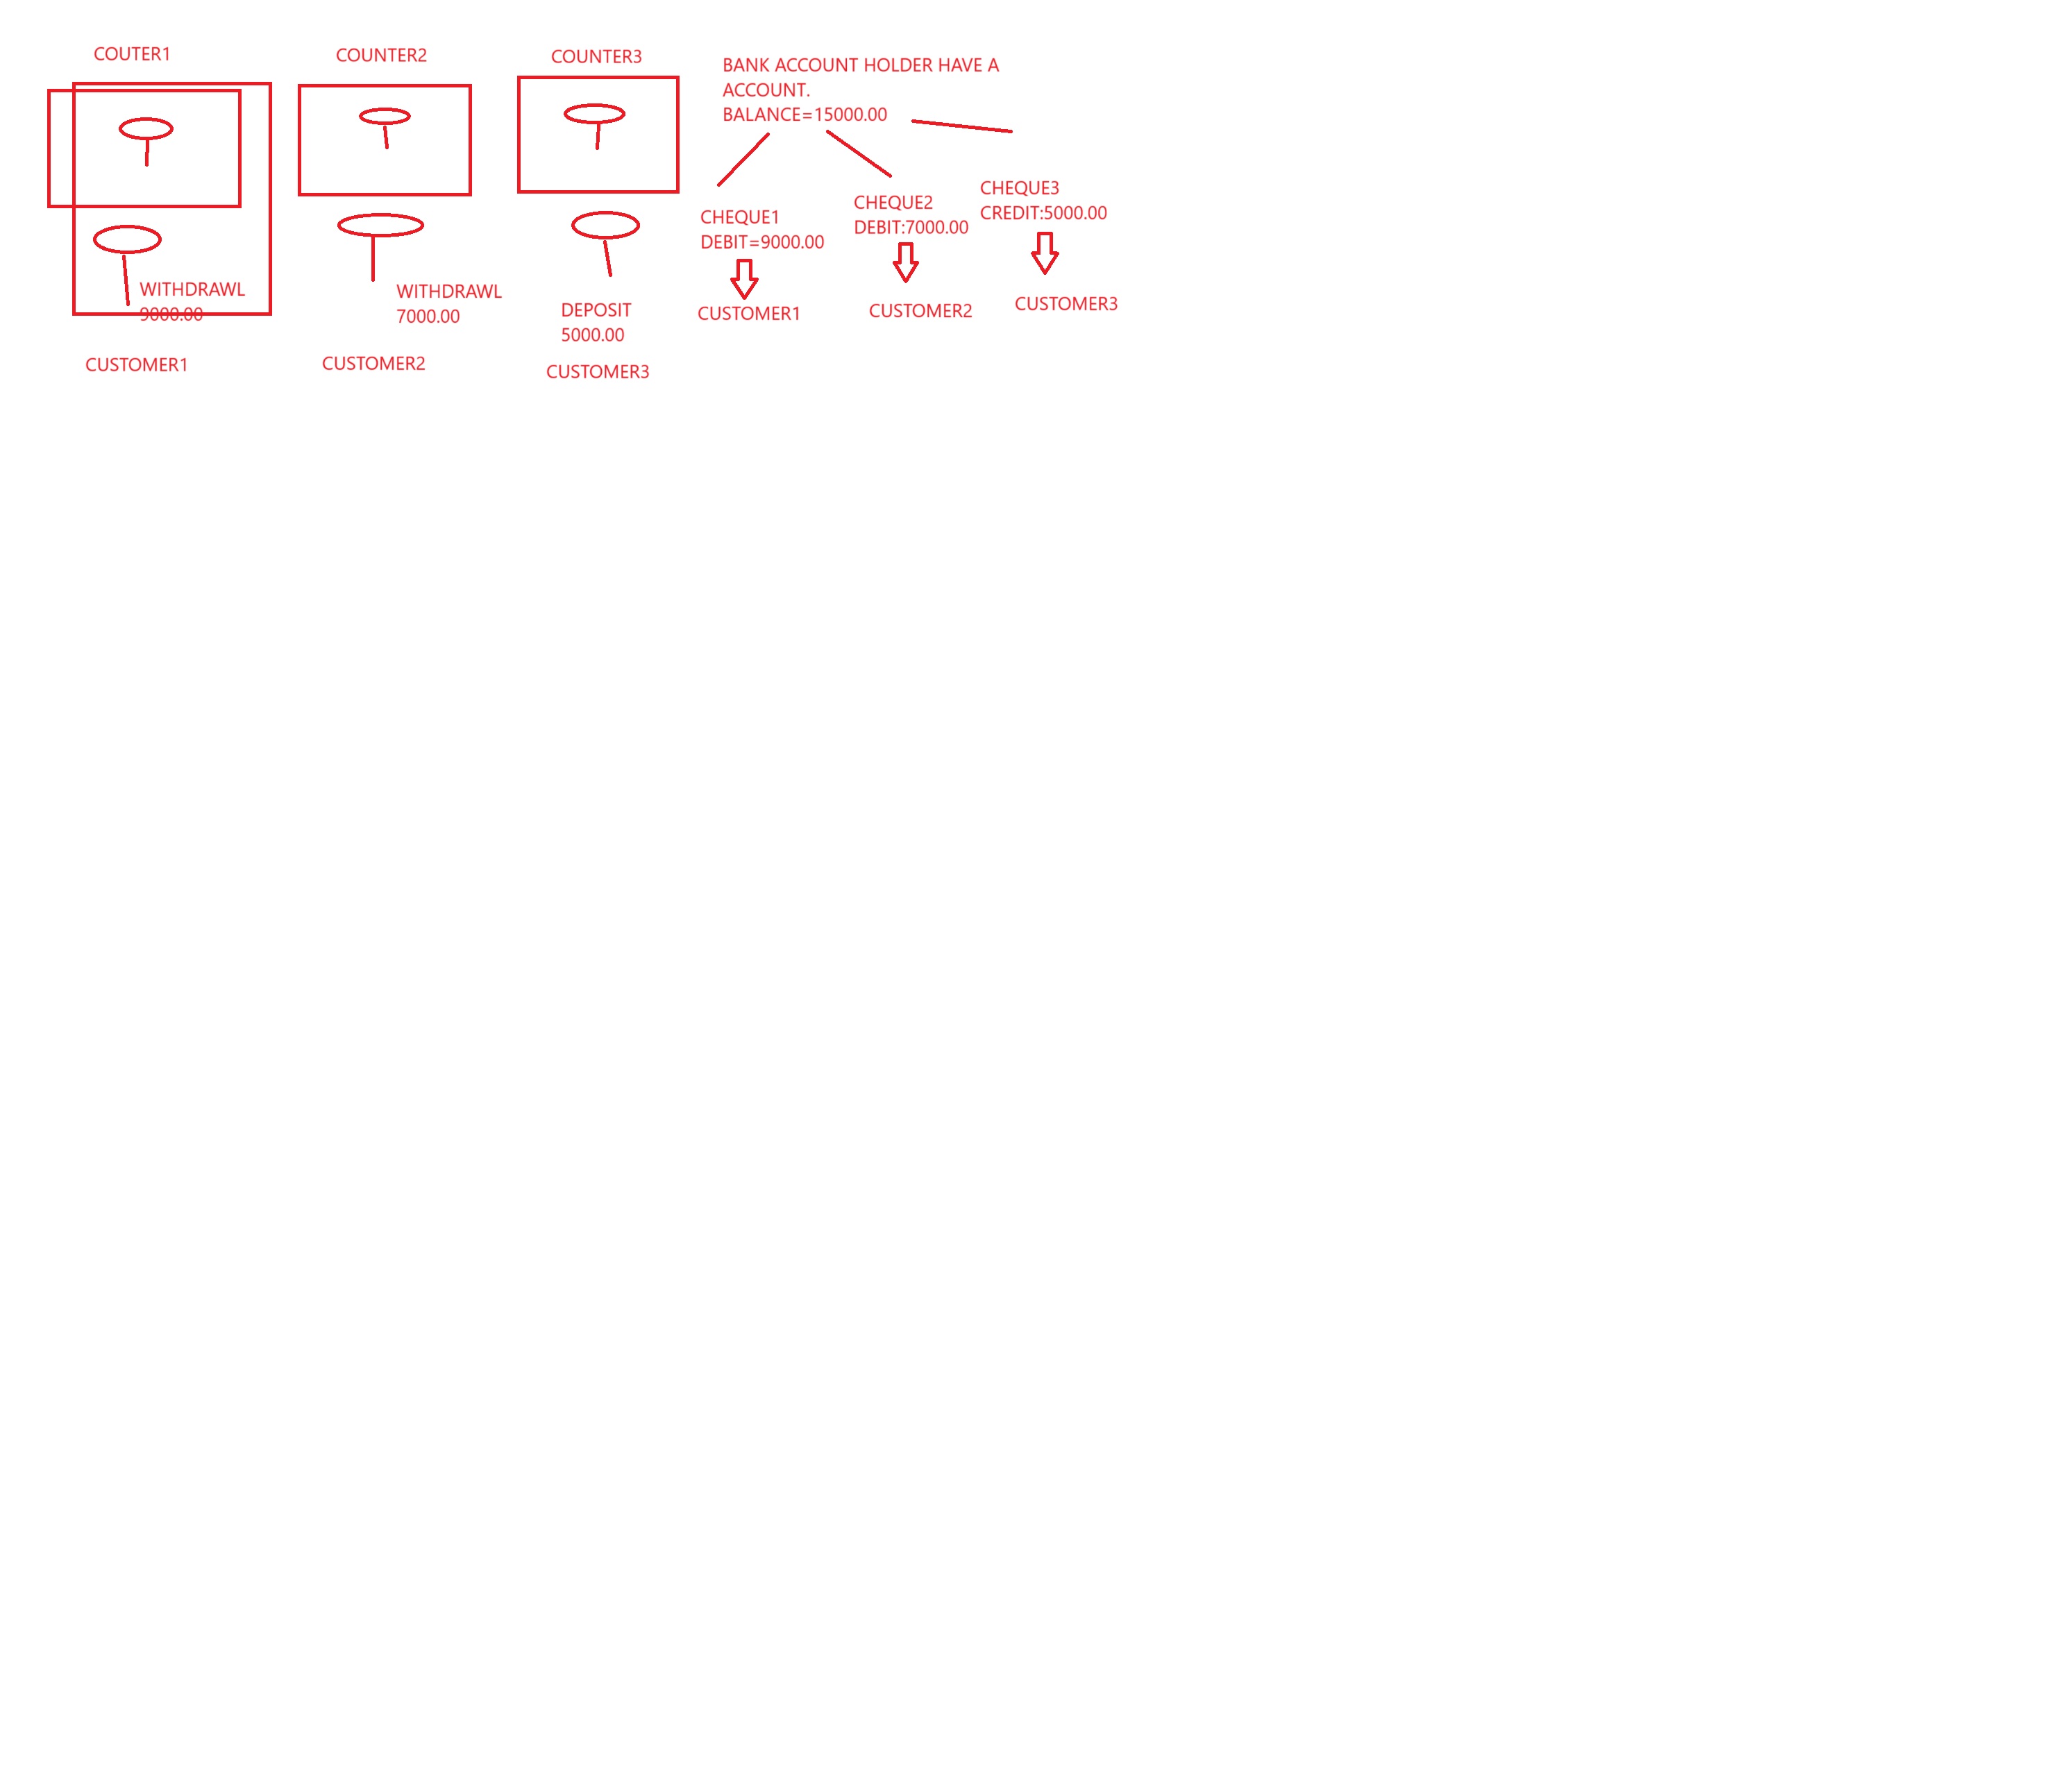 COUTER1
COUNTER2
COUNTER3
BANK ACCOUNT HOLDER HAVE A
ACCOUNT.
BALANCE=15000.00
CHEQUE1
DEBIT=9000.00
CHEQUE2
DEBIT:7000.00
CHEQUE3
CREDIT:5000.00
WITHDRAWL
9000.00
WITHDRAWL
7000.00
DEPOSIT
5000.00
CUSTOMER1
CUSTOMER2
CUSTOMER3
CUSTOMER1
CUSTOMER2
CUSTOMER3